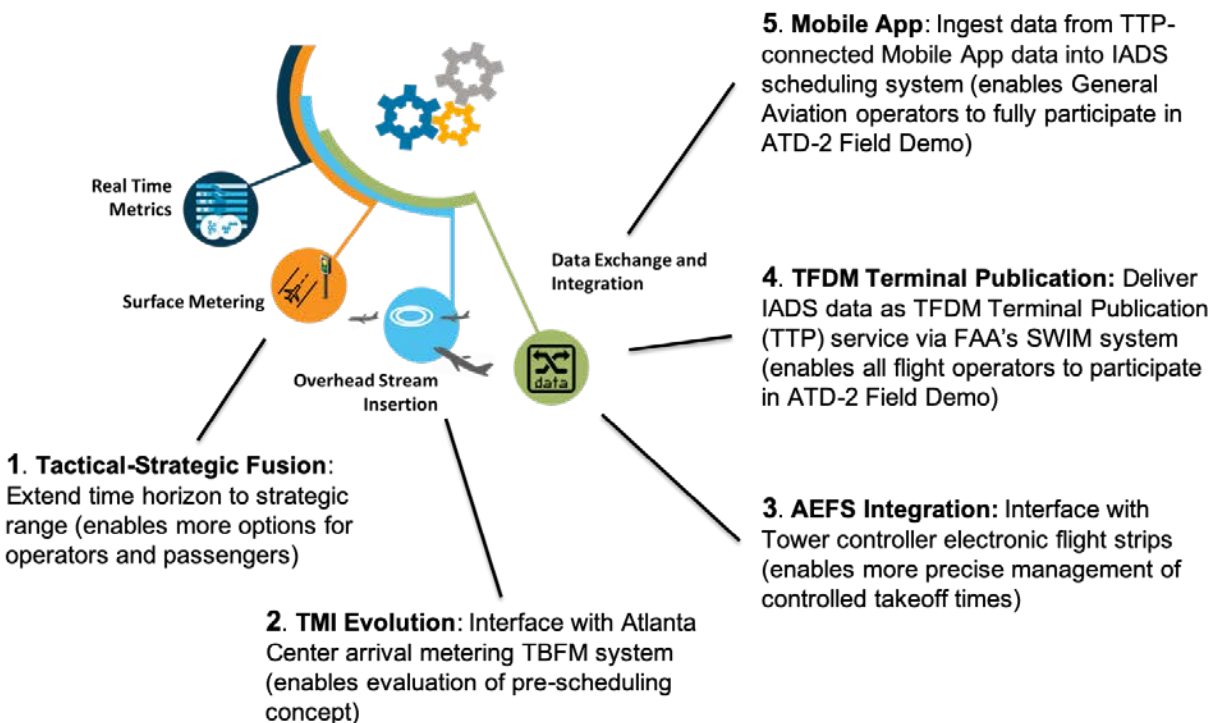 Real Time
Metrics
Surface Metering
Overhead Stream
Insertion
data
Data Exchange and
Integration
1. Tactical-Strategic Fusion:
Extend time horizon to strategic
range (enables more options for
operators and passengers)
2. TMI Evolution: Interface with Atlanta
Center arrival metering TBFM system
(enables evaluation of pre-scheduling
concept)
3. AEFS Integration: Interface with
Tower controller electronic flight strips
(enables more precise management of
controlled takeoff times)
4. TFDM Terminal Publication: Deliver
IADS data as TFDM Terminal Publication
(TTP) service via FAA's SWIM system
(enables all flight operators to participate
in ATD-2 Field Demo)
5. Mobile App: Ingest data from TTP-
connected Mobile App data into IADS
scheduling system (enables General
Aviation operators to fully participate in
ATD-2 Field Demo)